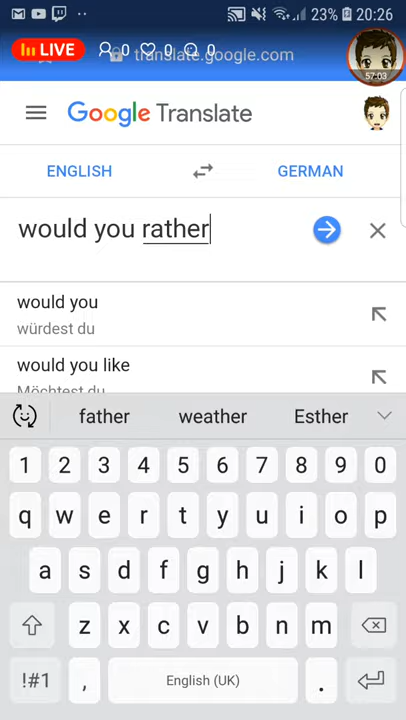 23% 20:26
LIVE 0 0 0
translate.google.com
57:03
Google Translate
ENGLISH GERMAN
would you rather
would you
würdest du
would you like
Möchtest du
father weather Esther
1 2 3 4 5 6 7 8 9 0
q w e r t y u i o p
a s d f g h j k l
z x c v b n m
!#1 , English (UK) .